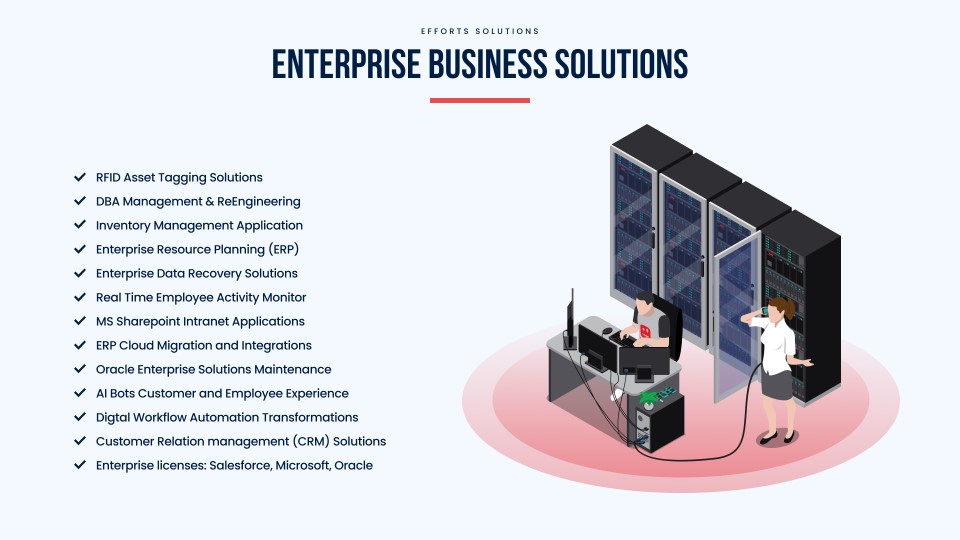 EFFORTS SOLUTIONS
ENTERPRISE BUSINESS SOLUTIONS
RFID Asset Tagging Solutions
DBA Management & ReEngineering
Inventory Management Application
Enterprise Resource Planning (ERP)
Enterprise Data Recovery Solutions
Real Time Employee Activity Monitor
MS Sharepoint Intranet Applications
ERP Cloud Migration and Integrations
Oracle Enterprise Solutions Maintenance
AI Bots Customer and Employee Experience
Digtal Workflow Automation Transformations
Customer Relation management (CRM) Solutions
Enterprise licenses: Salesforce, Microsoft, Oracle